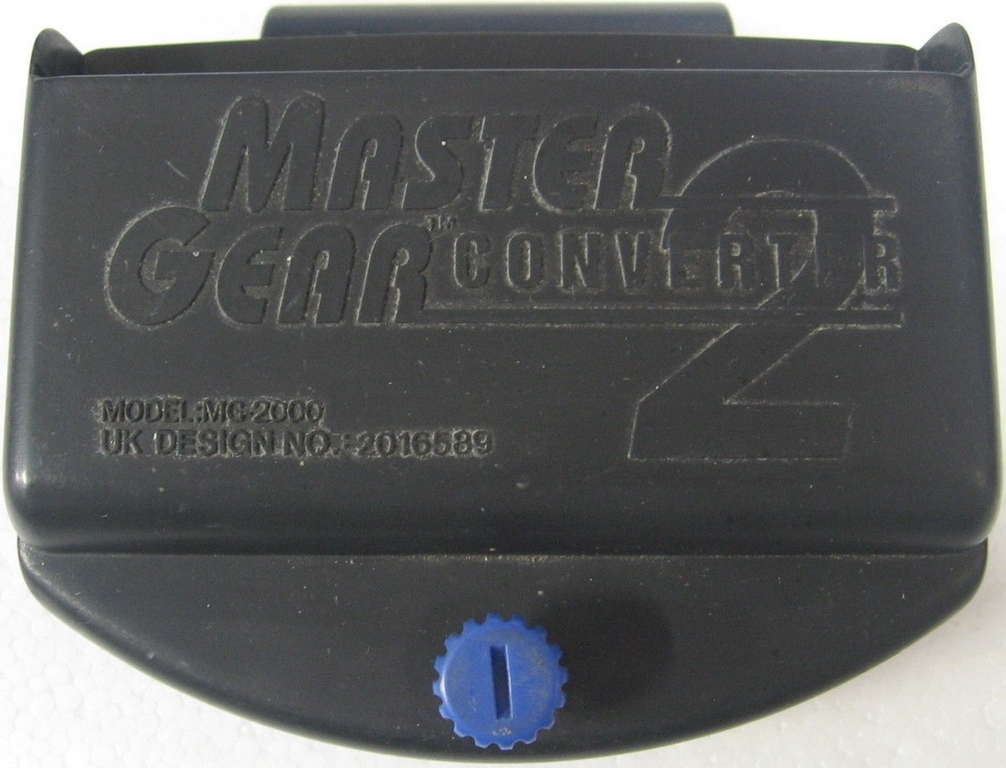 MASTER
GEAR™ CONVERTER 2
MODEL:MG-2000
UK DESIGN NO.:-2016589